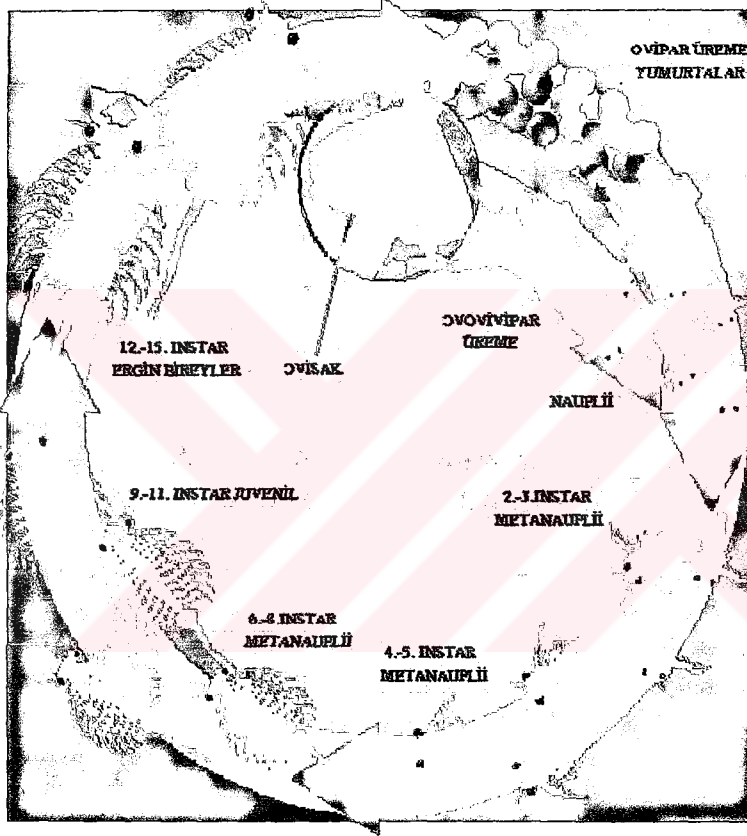 OVİPAR ÜREME
YUMURTALAR
OVOVİVİPAR
ÜREME
12.-15. INSTAR
ERGİN BİREYLER
OVİSAK
NAUPLİİ
9.-11. INSTAR JUVENİL
2.-3. INSTAR
METANAUPLİİ
6.-8. INSTAR
METANAUPLİİ
4.-5. INSTAR
METANAUPLİİ